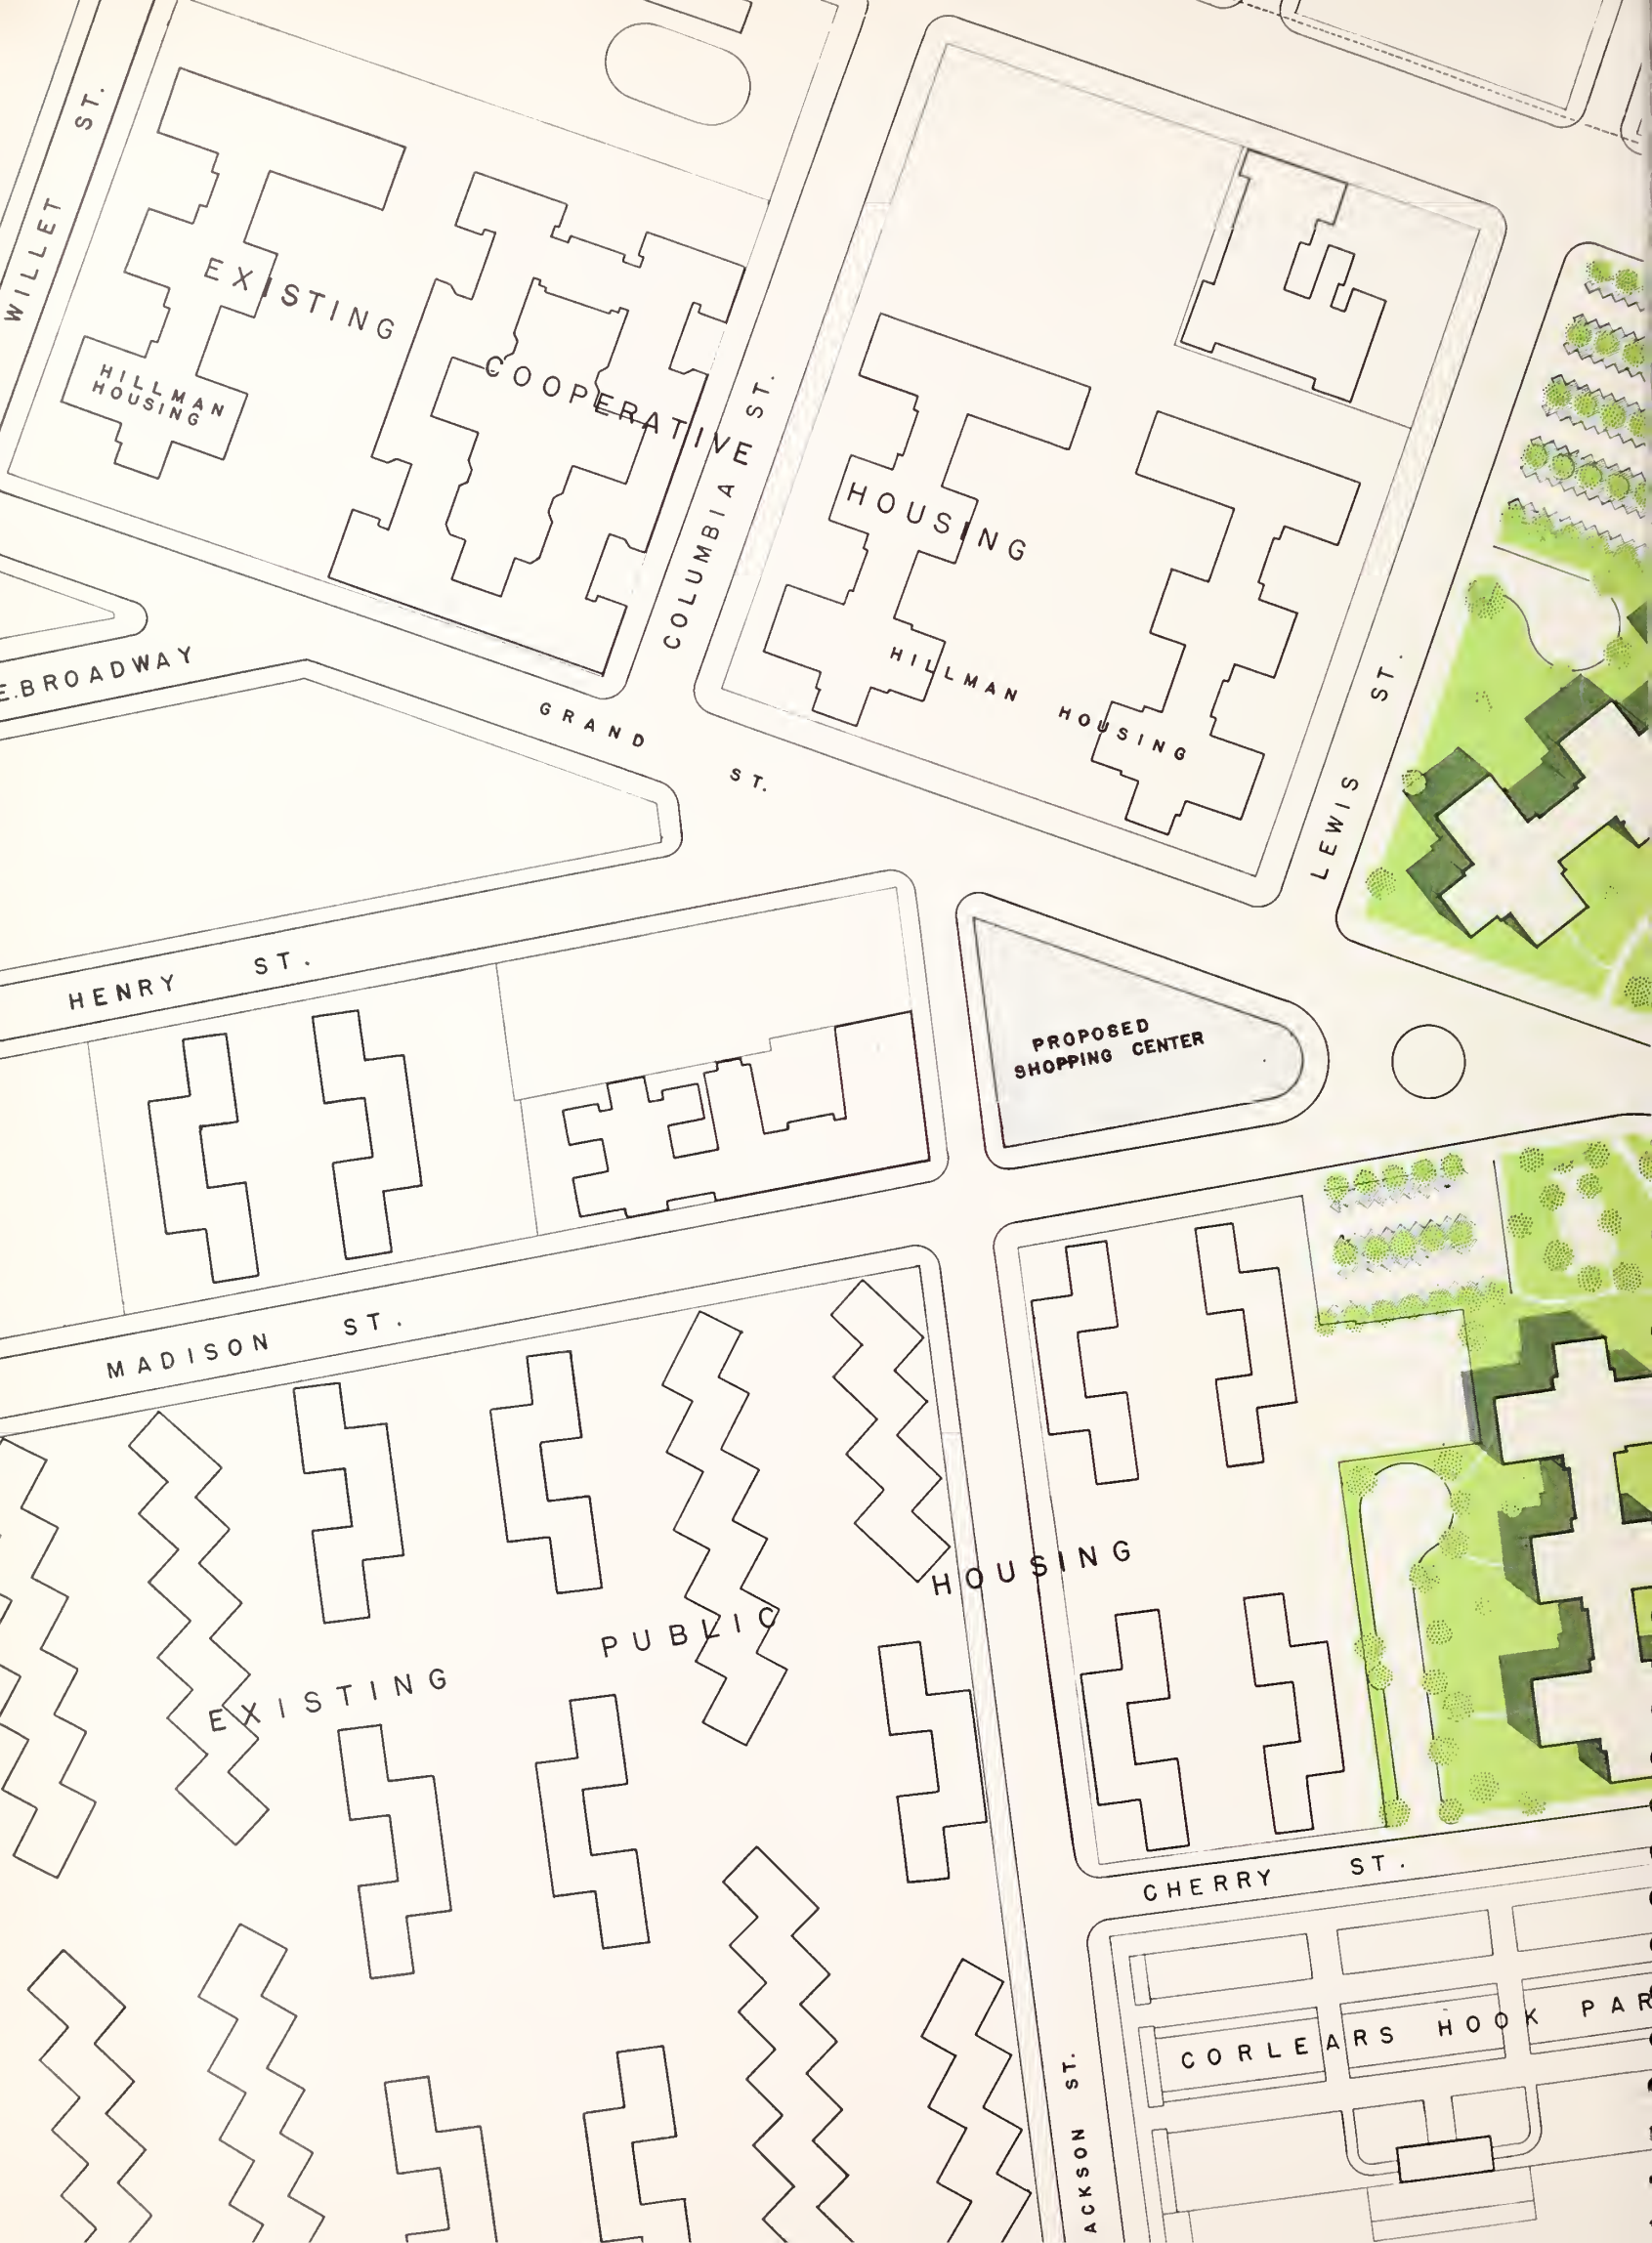 WILLET ST.
EXISTING
COOPERATIVE
HOUSING
HILLMAN
HOUSING
COLUMBIA ST.
HILLMAN HOUSING
LEWIS ST.
E. BROADWAY
GRAND ST.
HENRY ST.
PROPOSED
SHOPPING CENTER
MADISON ST.
EXISTING PUBLIC HOUSING
CHERRY ST.
CORLEARS HOOK PAR
ACKSON ST.